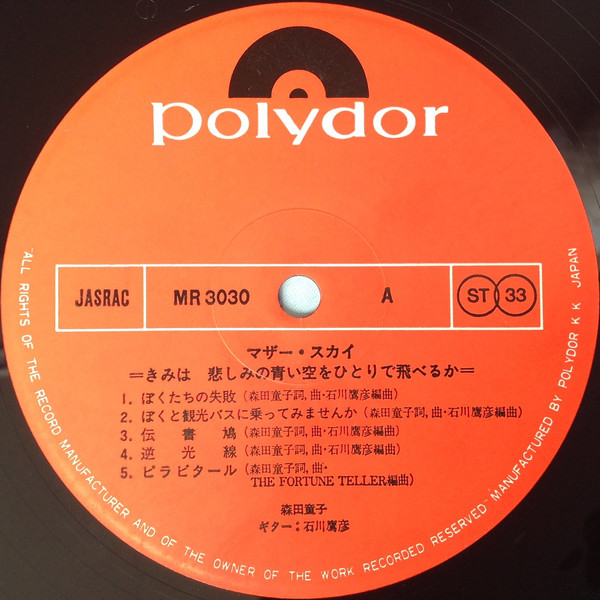 polydor
JASRAC MR 3030 A ST 33
マザー・スカイ
=きみは 悲しみの青い空をひとりで飛べるか=
1. ぼくたちの失敗(森田童子詞, 曲・石川鷹彦編曲)
2. ぼくと観光バスに乗ってみませんか(森田童子詞, 曲・石川鷹彦編曲)
3. 伝書鳩(森田童子詞, 曲・石川鷹彦編曲)
4. 逆光線(森田童子詞, 曲・石川鷹彦編曲)
5. ピラビタール(森田童子詞, 曲・
THE FORTUNE TELLER編曲)
森田童子
ギター:石川鷹彦
"ALL RIGHTS OF THE RECORD MANUFACTURER AND OF THE OWNER OF THE WORK RECORDED RESERVED" MANUFACTURED BY POLYDOR K K JAPAN